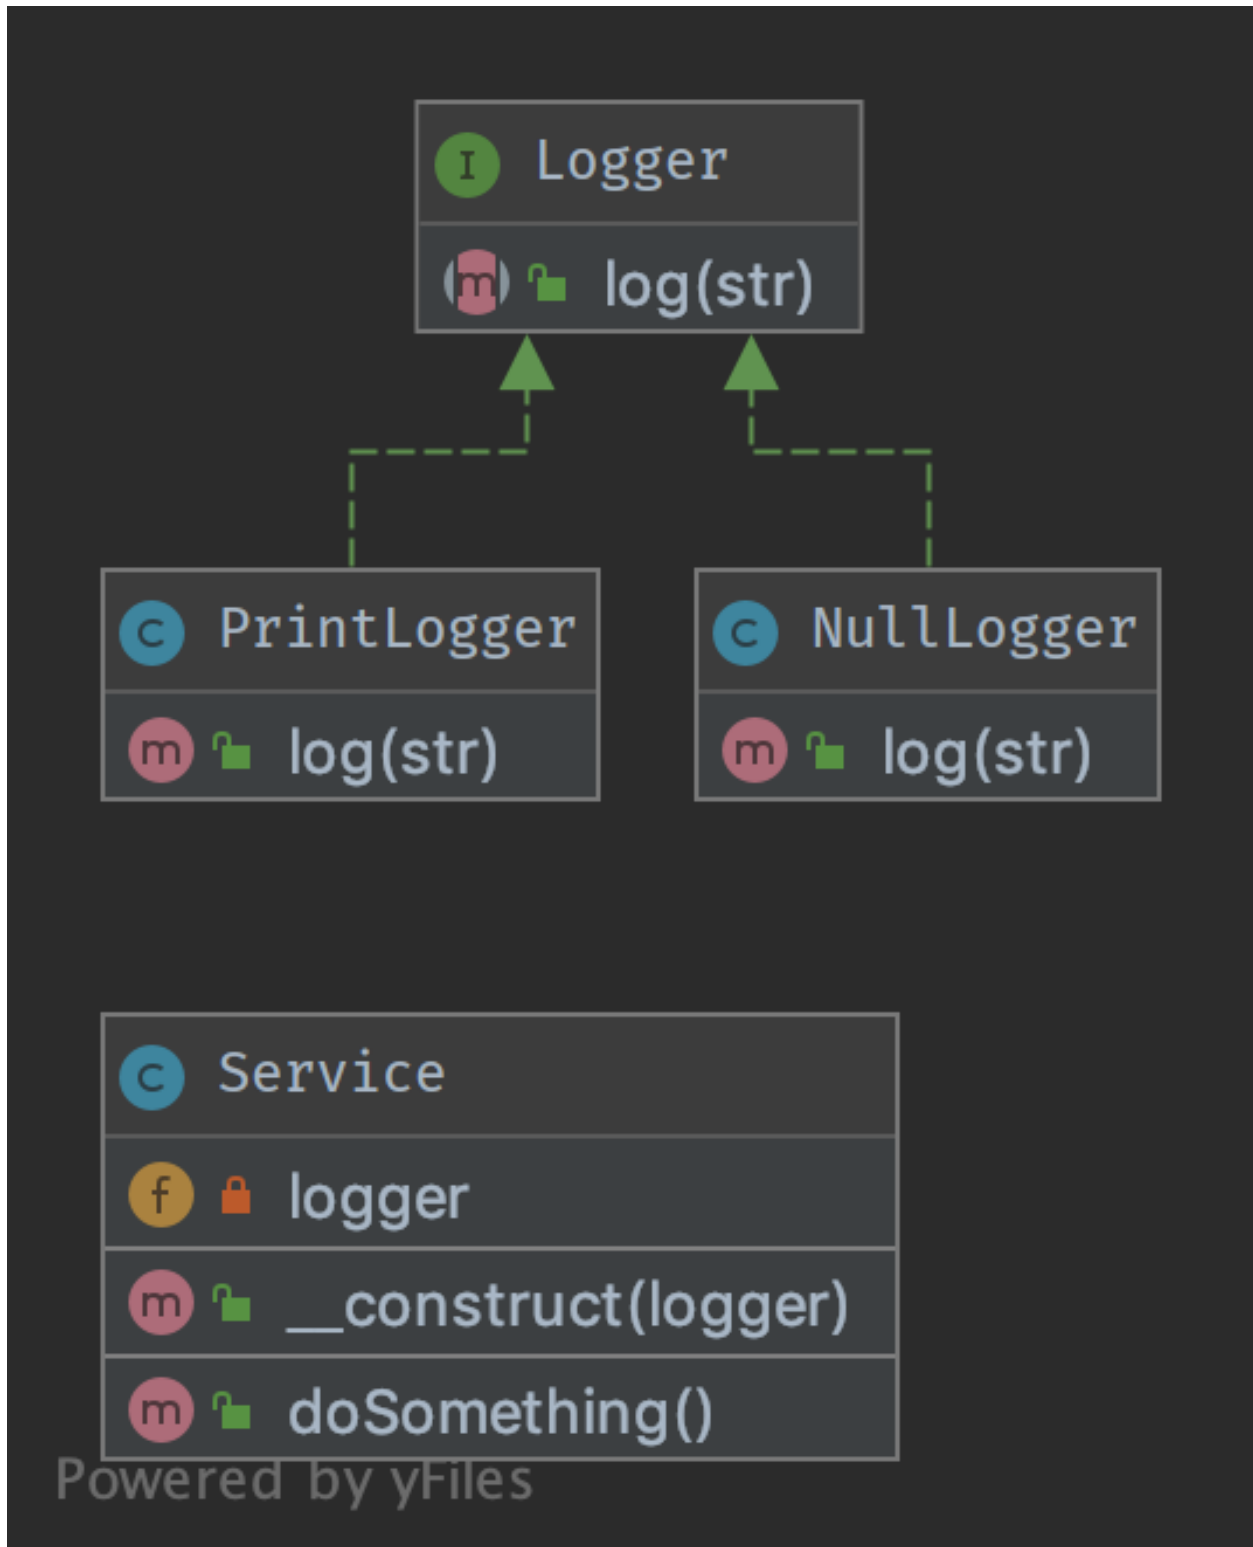 I Logger
m log(str)
C PrintLogger
m log(str)
C NullLogger
m log(str)
C Service
f logger
m __construct(logger)
m doSomething()
Powered by yFiles